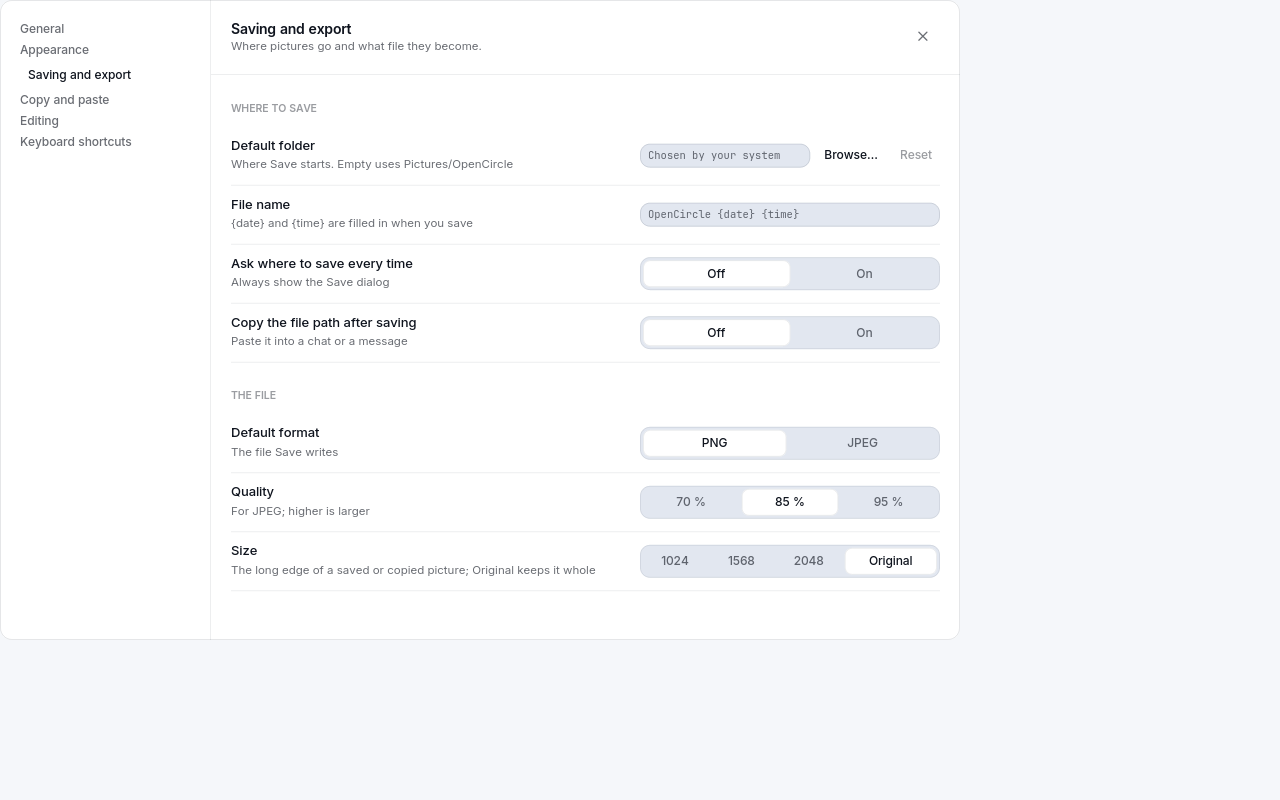 General
Appearance
Saving and export
Copy and paste
Editing
Keyboard shortcuts
Saving and export
Where pictures go and what file they become.
WHERE TO SAVE
Default folder
Where Save starts. Empty uses Pictures/OpenCircle
Chosen by your system
Browse...
Reset
File name
{date} and {time} are filled in when you save
OpenCircle {date} {time}
Ask where to save every time
Always show the Save dialog
Off
On
Copy the file path after saving
Paste it into a chat or a message
Off
On
THE FILE
Default format
The file Save writes
PNG
JPEG
Quality
For JPEG; higher is larger
70 %
85 %
95 %
Size
The long edge of a saved or copied picture; Original keeps it whole
1024
1568
2048
Original